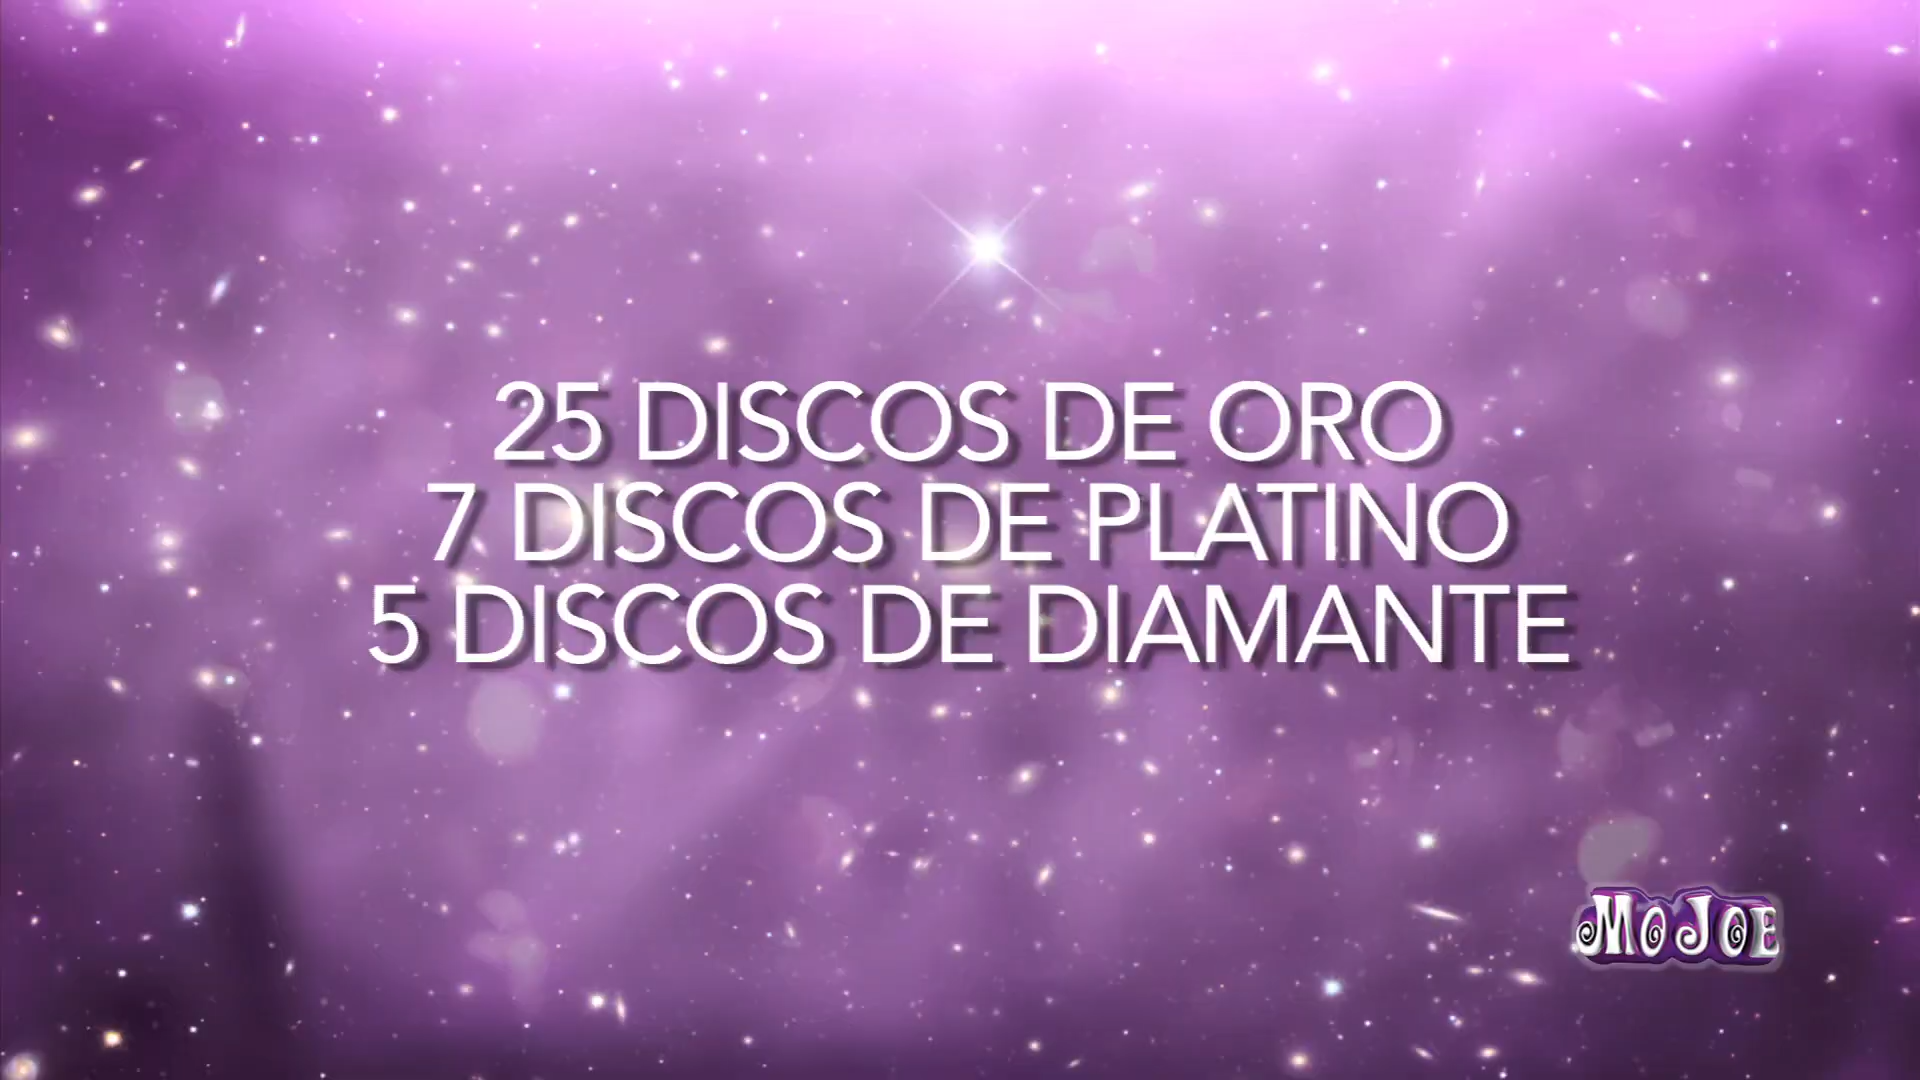 25 DISCOS DE ORO
7 DISCOS DE PLATINO
5 DISCOS DE DIAMANTE
MOJOE